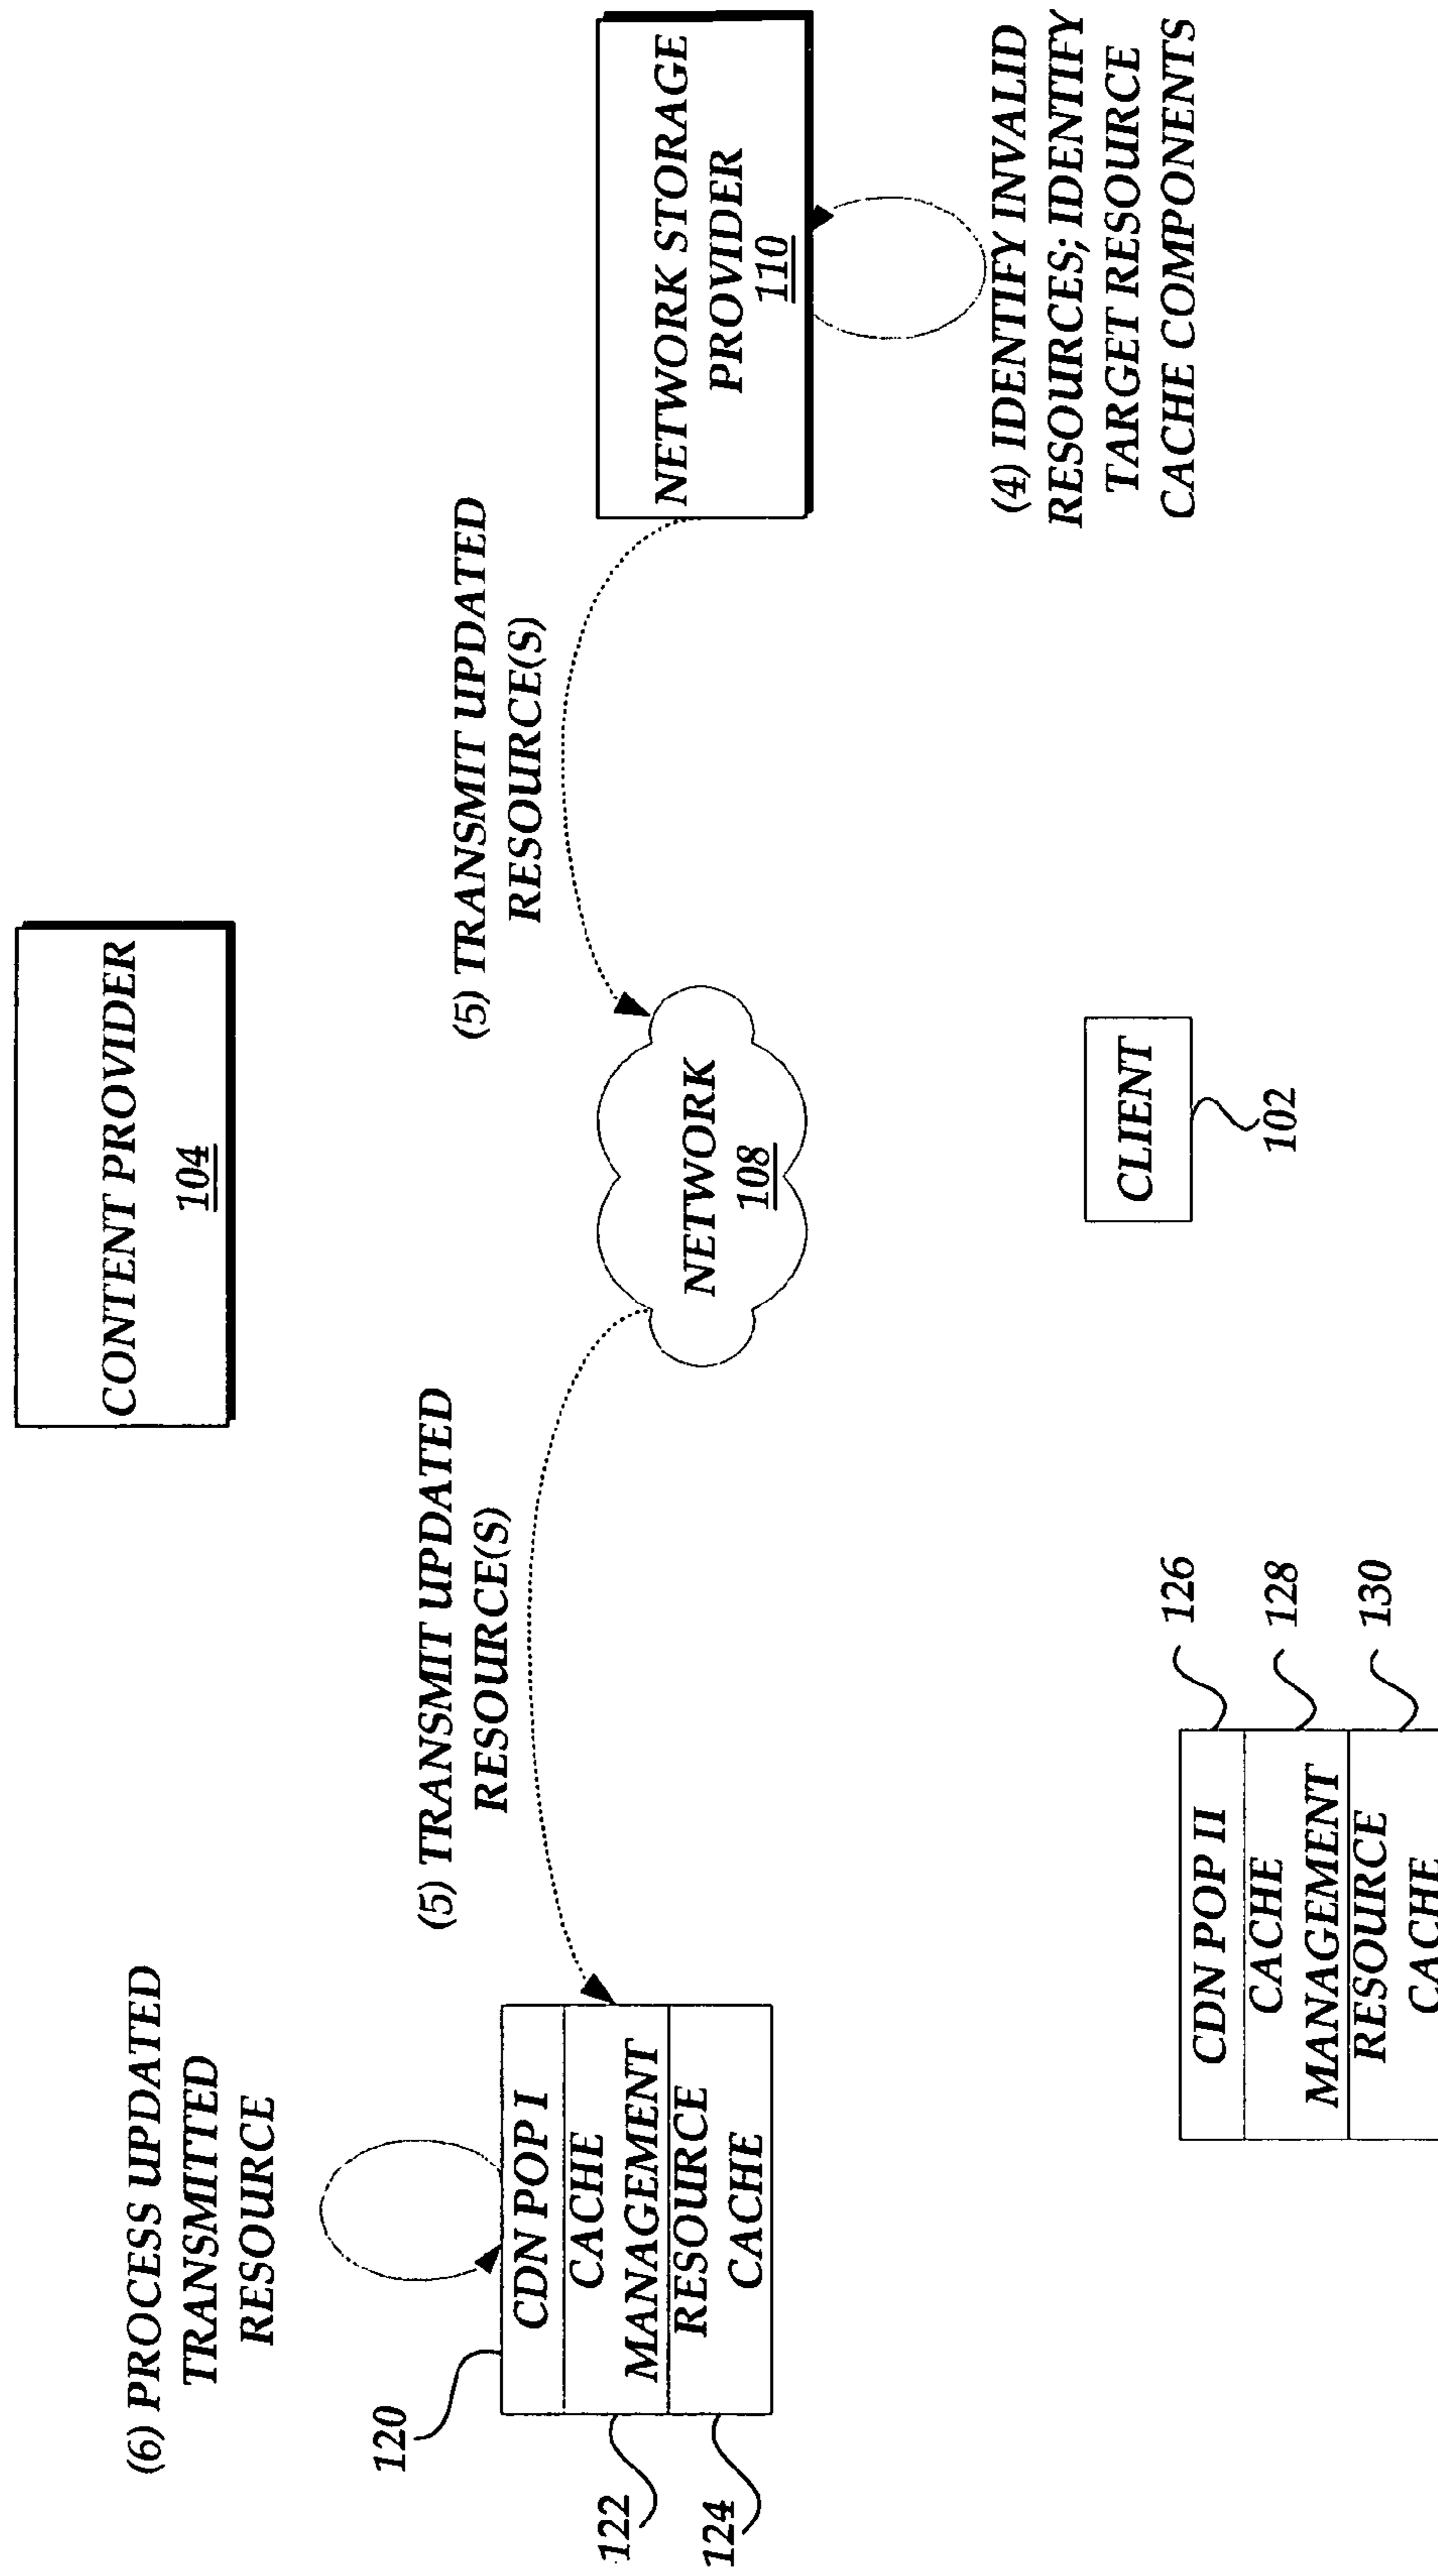 CONTENT PROVIDER
104
(6) PROCESS UPDATED
TRANSMITTED
RESOURCE
(5) TRANSMIT UPDATED
RESOURCE(S)
(5) TRANSMIT UPDATED
RESOURCE(S)
120
122
124
CDN POP I
CACHE
MANAGEMENT
RESOURCE
CACHE
NETWORK
108
NETWORK STORAGE
PROVIDER
110
(4) IDENTIFY INVALID
RESOURCES; IDENTIFY
TARGET RESOURCE
CACHE COMPONENTS
CLIENT
102
CDN POP II
CACHE
MANAGEMENT
RESOURCE
CACHE
126
128
130